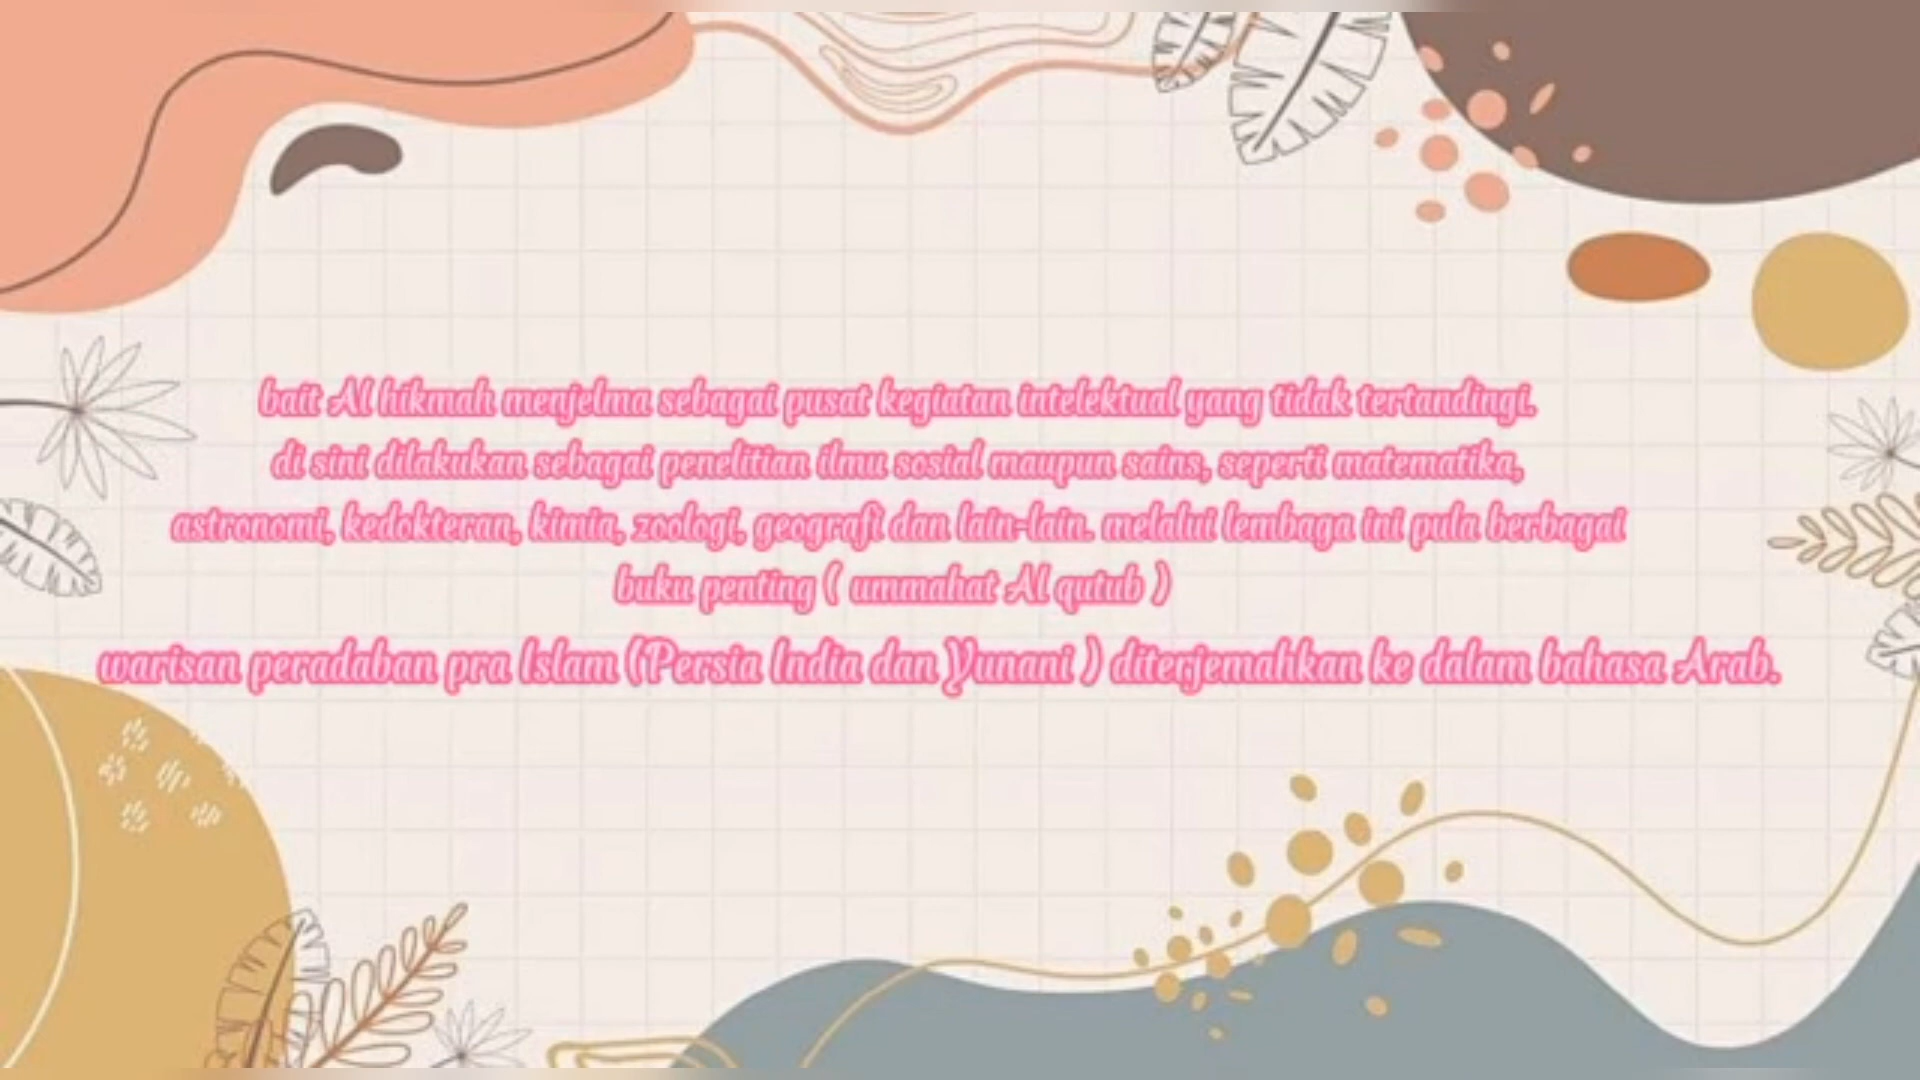 bait Al hikmah menjelma sebagai pusat kegiatan intelektual yang tidak tertandingi.
di sini dilakukan sebagai penelitian ilmu sosial maupun sains, seperti matematika,
astronomi, kedokteran, kimia, zoologi, geografi dan lain-lain. melalui lembaga ini pula berbagai
buku penting ( ummahat Al qutub )
warisan peradaban pra Islam (Persia India dan Yunani ) diterjemahkan ke dalam bahasa Arab.